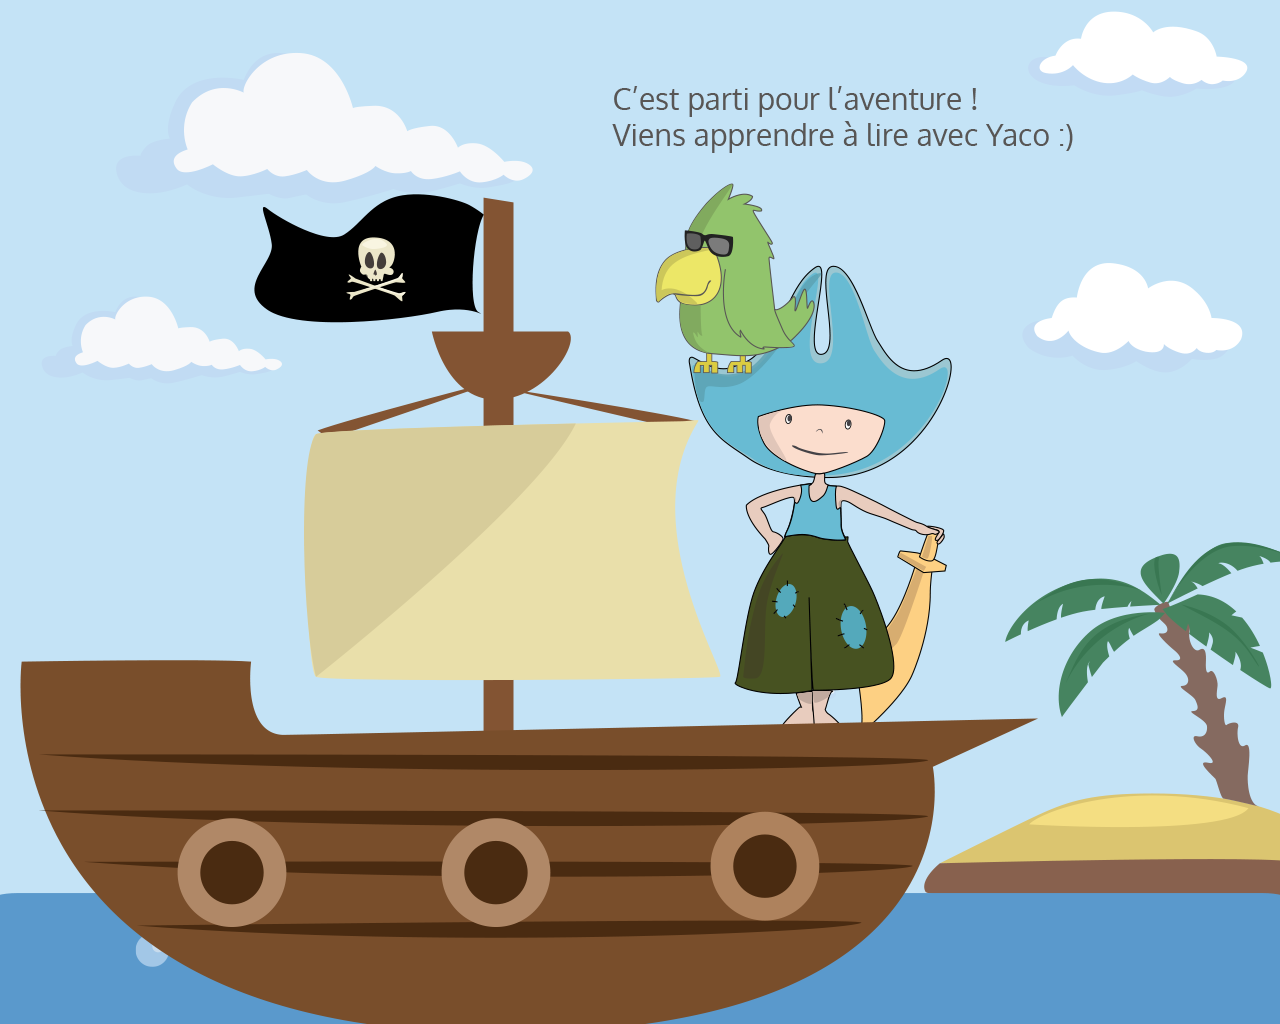 C’est parti pour l’aventure !
Viens apprendre à lire avec Yaco :)